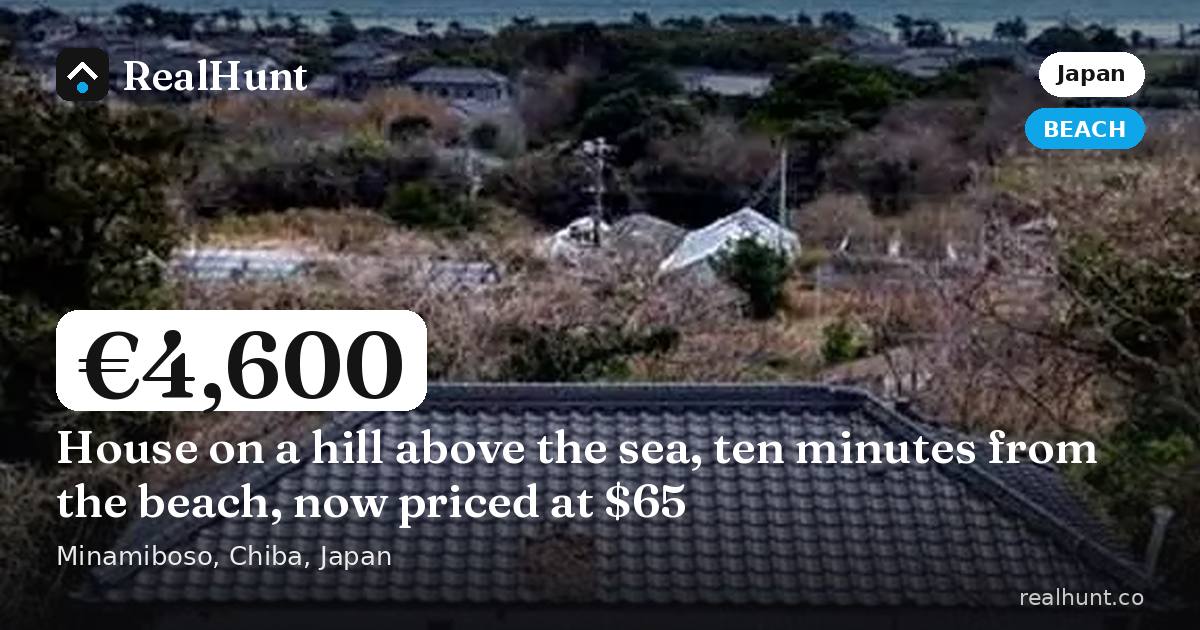 RealHunt
Japan
BEACH
€4,600
House on a hill above the sea, ten minutes from
the beach, now priced at $65
Minamiboso, Chiba, Japan
realhunt.co